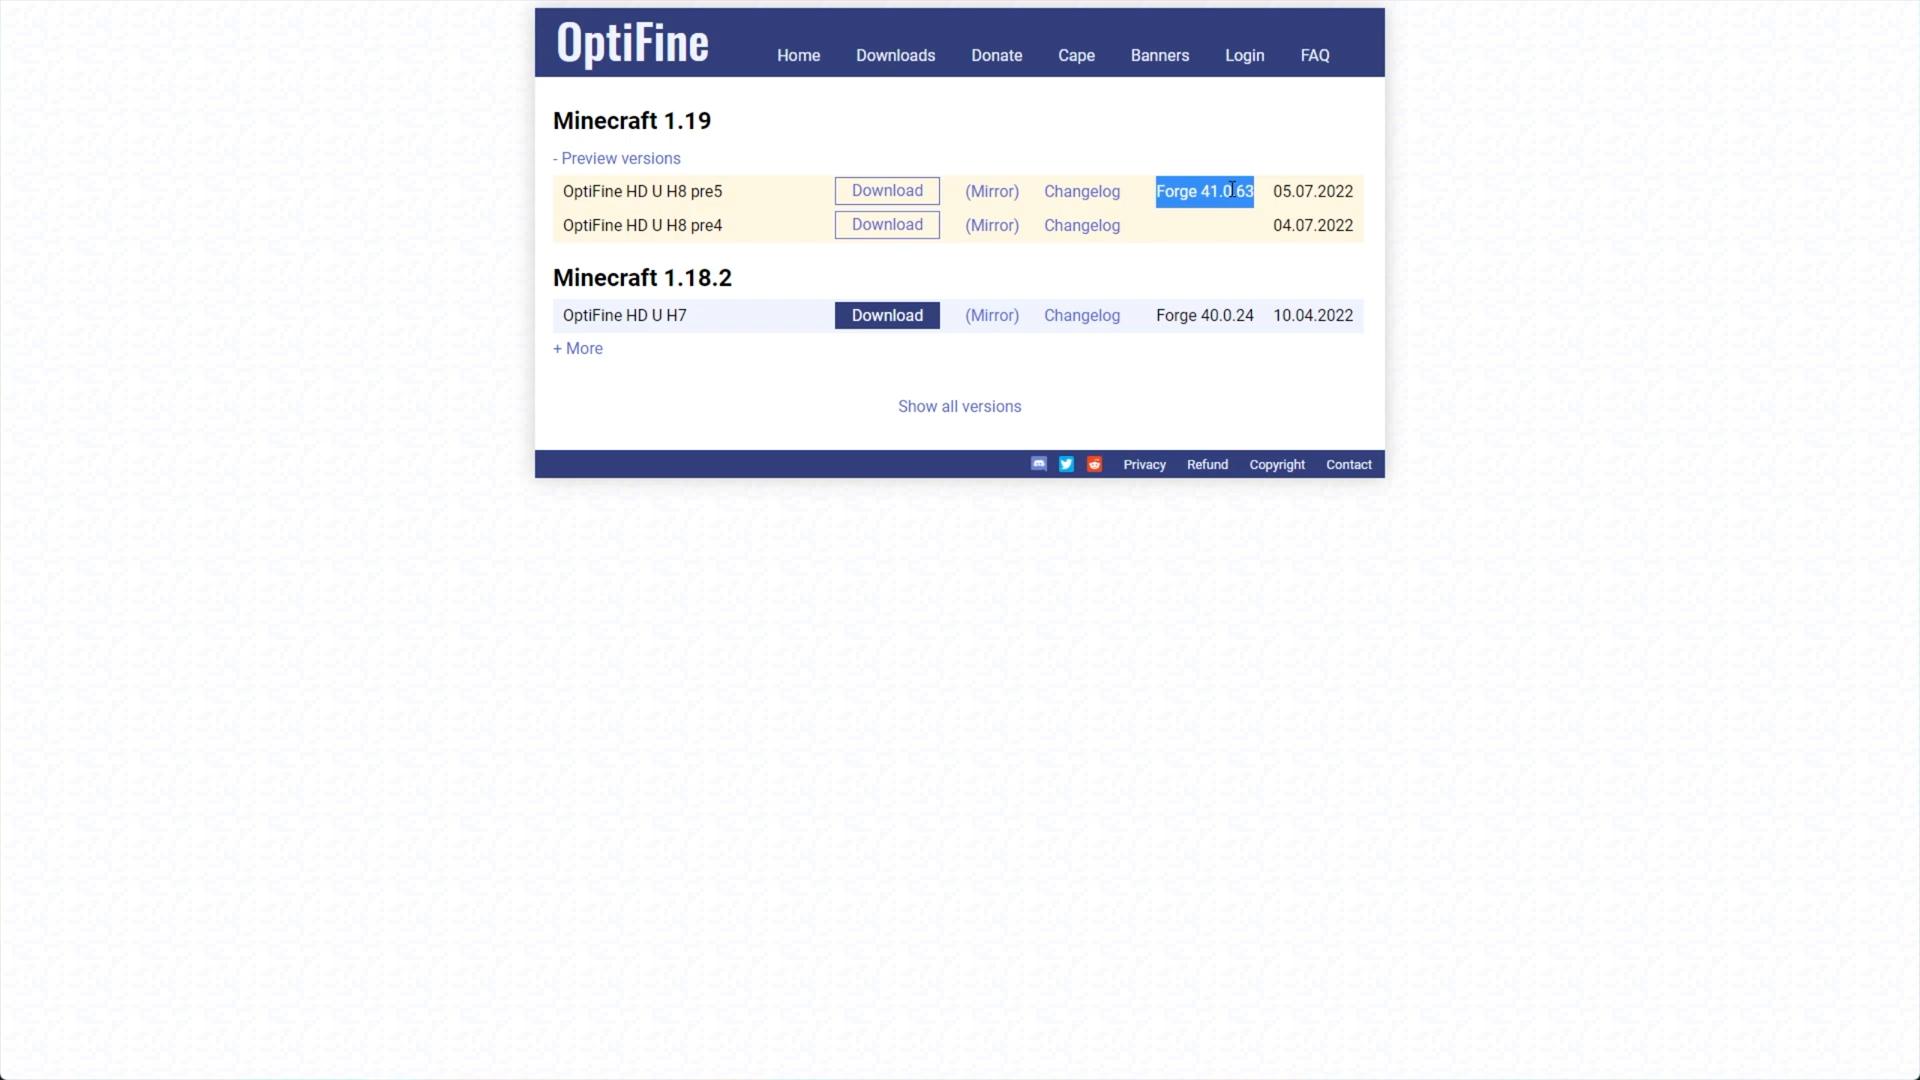 OptiFine Home Downloads Donate Cape Banners Login FAQ
Minecraft 1.19
- Preview versions
OptiFine HD U H8 pre5 Download (Mirror) Changelog Forge 41.0.63 05.07.2022
OptiFine HD U H8 pre4 Download (Mirror) Changelog 04.07.2022
Minecraft 1.18.2
OptiFine HD U H7 Download (Mirror) Changelog Forge 40.0.24 10.04.2022
+ More
Show all versions
Privacy Refund Copyright Contact